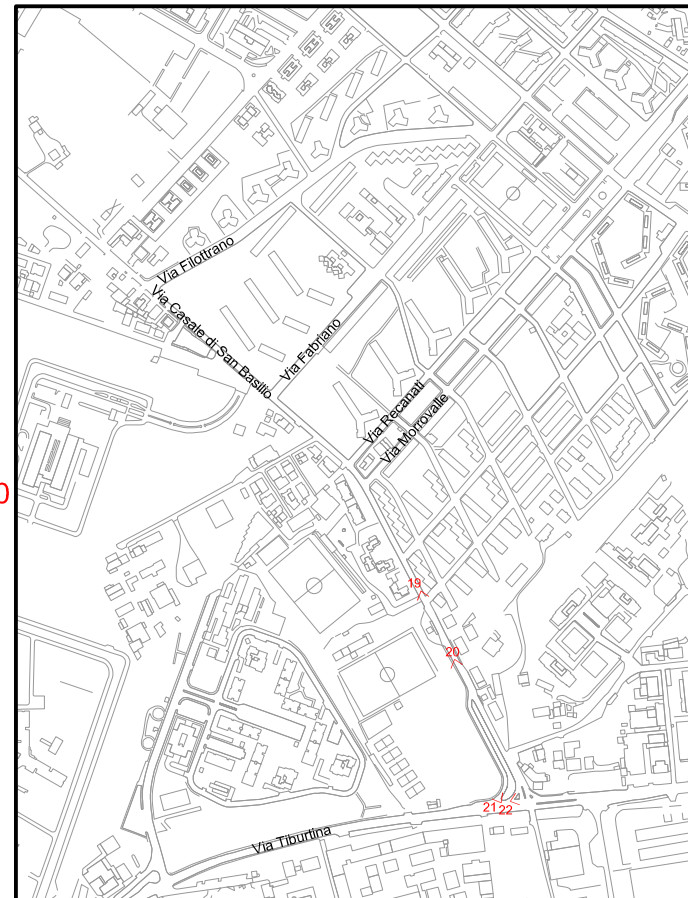 Via Filottrano
Via Casale di San Basilio
Via Fabriano
Via Recanati
Via Morrovalle
0
19
20
21
22
Via Tiburtina